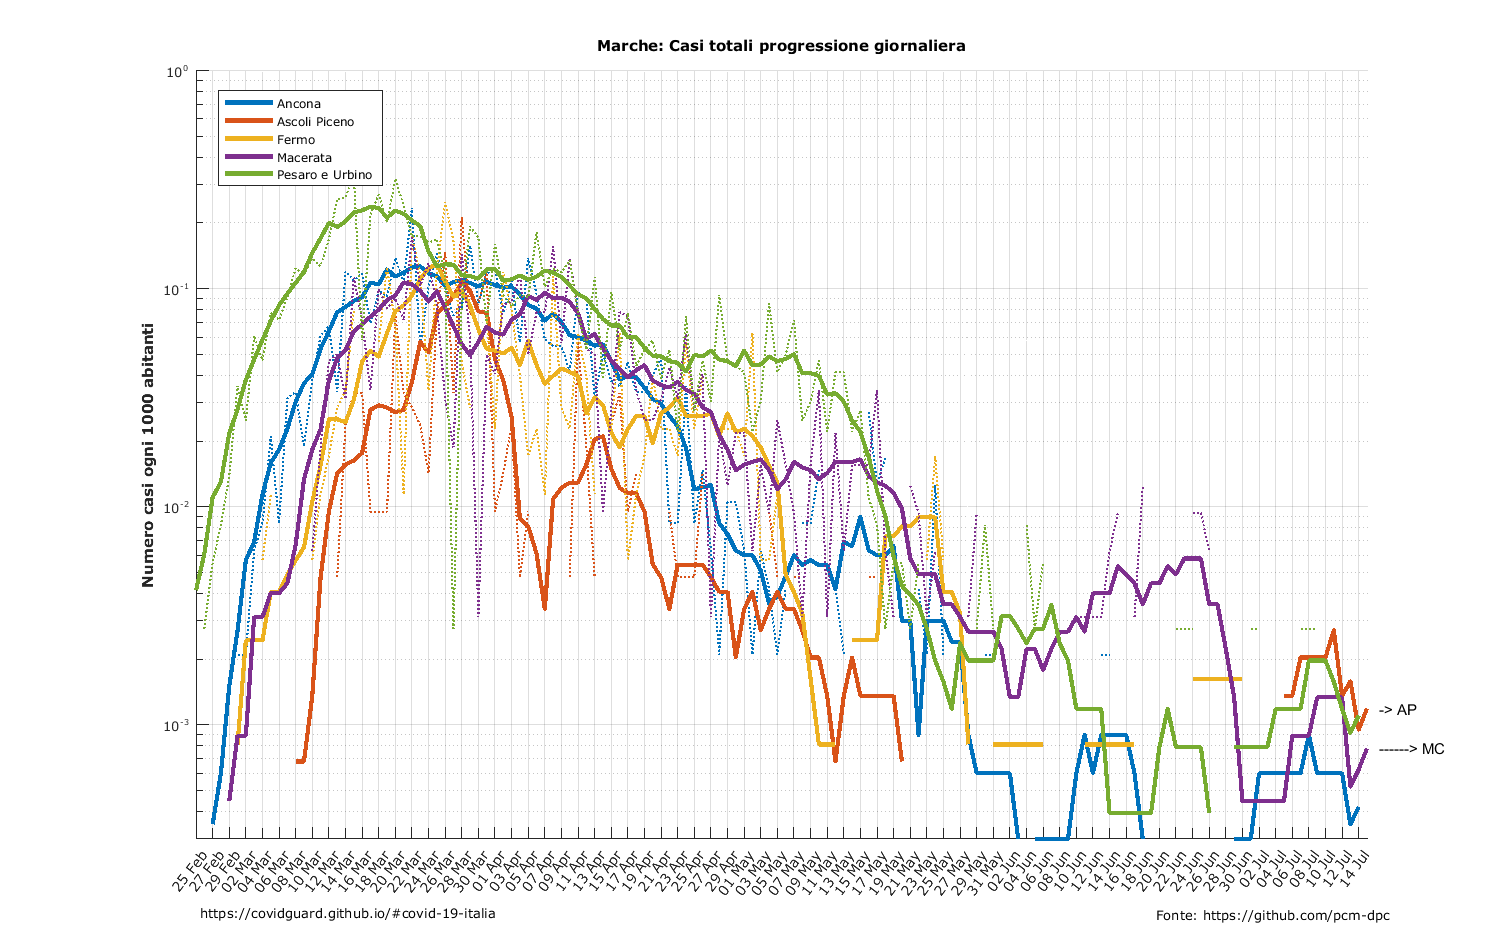 Marche: Casi totali progressione giornaliera
10⁰
10⁻¹
10⁻²
10⁻³
Numero casi ogni 1000 abitanti
Ancona
Ascoli Piceno
Fermo
Macerata
Pesaro e Urbino
-> AP
------> MC
25 Feb
27 Feb
29 Feb
02 Mar
04 Mar
06 Mar
08 Mar
10 Mar
12 Mar
14 Mar
16 Mar
18 Mar
20 Mar
22 Mar
24 Mar
26 Mar
28 Mar
30 Mar
01 Apr
03 Apr
05 Apr
07 Apr
09 Apr
11 Apr
13 Apr
15 Apr
17 Apr
19 Apr
21 Apr
23 Apr
25 Apr
27 Apr
29 Apr
01 May
03 May
05 May
07 May
09 May
11 May
13 May
15 May
17 May
19 May
21 May
23 May
25 May
27 May
29 May
31 May
02 Jun
04 Jun
06 Jun
08 Jun
10 Jun
12 Jun
14 Jun
16 Jun
18 Jun
20 Jun
22 Jun
24 Jun
26 Jun
28 Jun
30 Jun
02 Jul
04 Jul
06 Jul
08 Jul
10 Jul
12 Jul
14 Jul
https://covidguard.github.io/#covid-19-italia
Fonte: https://github.com/pcm-dpc